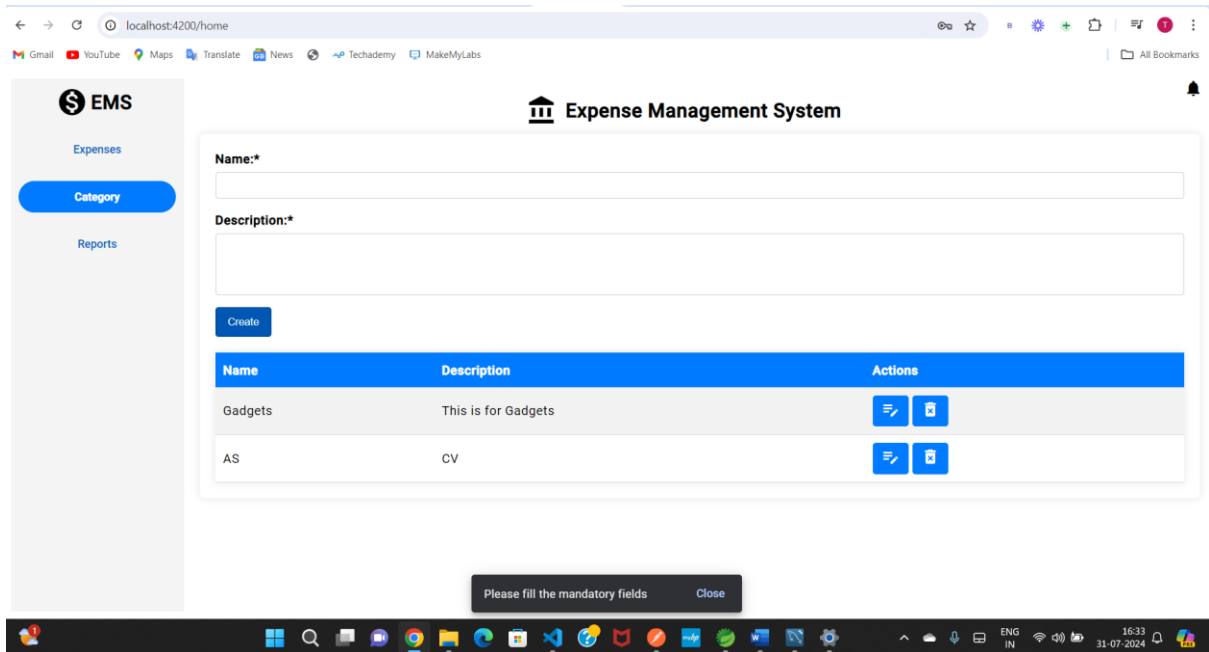 localhost:4200/home
T
Gmail YouTube Maps Translate News Techademy MakeMyLabs All Bookmarks
EMS
Expense Management System
Expenses
Category
Reports
Name:*
Description:*
Create
Name Description Actions
Gadgets This is for Gadgets
AS CV
Please fill the mandatory fields Close
1
ENG
IN
16:33
31-07-2024